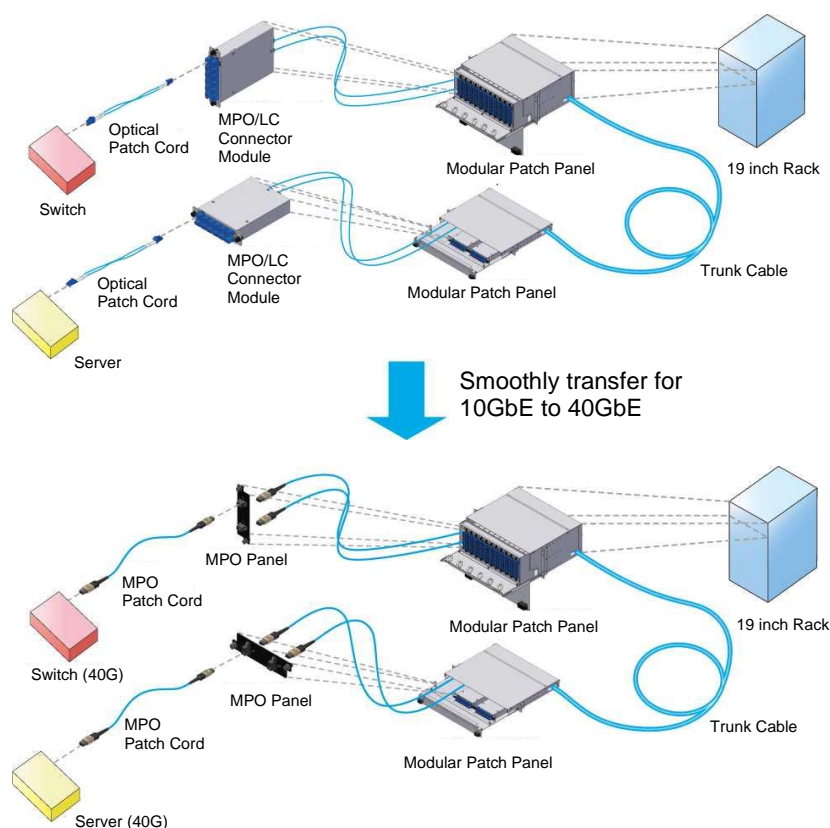 Optical
Patch Cord
MPO/LC
Connector
Module
Modular Patch Panel
19 inch Rack
Switch
Optical
Patch Cord
MPO/LC
Connector
Module
Modular Patch Panel
Trunk Cable
Server
Smoothly transfer for
10GbE to 40GbE
MPO Panel
MPO
Patch Cord
Modular Patch Panel
19 inch Rack
Switch (40G)
MPO Panel
MPO
Patch Cord
Trunk Cable
Modular Patch Panel
Server (40G)